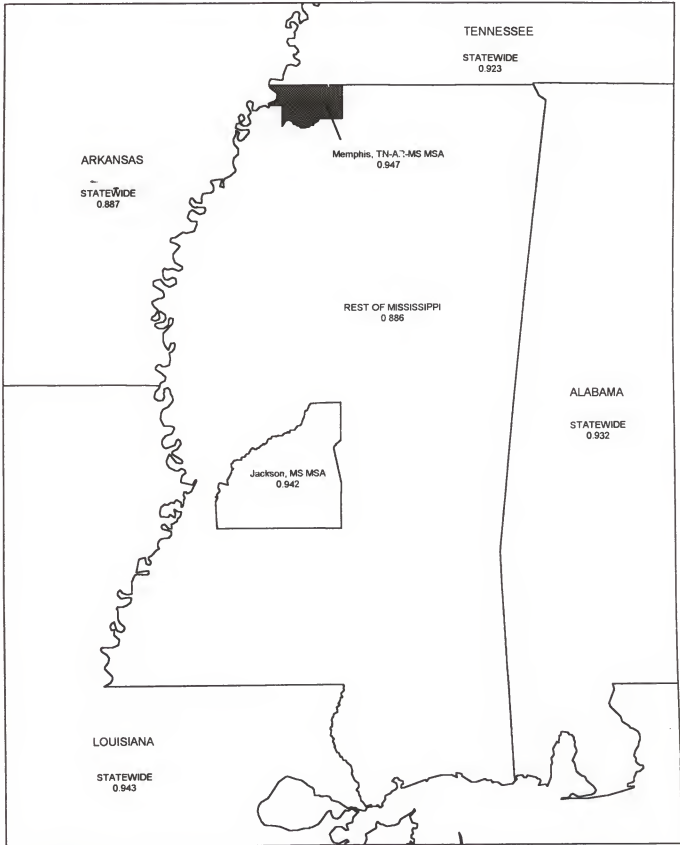 TENNESSEE
STATEWIDE
0.923
Memphis, TN-A MS MSA
0.947
ARKANSAS
STATEWIDE
0.887
REST OF MISSISSIPPI
0 886
ALABAMA
STATEWIDE
0.932
Jackson, MS MSA
0.942
LOUISIANA
STATEWIDE
0.943